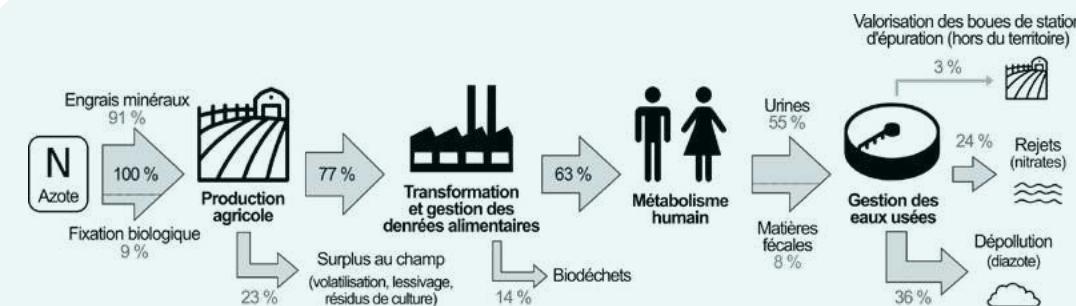 Valorisation des boues de station
d'épuration (hors du territoire)
3 %
Engrais minéraux
91 %
N
Azote
100 %
Fixation biologique
9 %
Production
agricole
77 %
Surplus au champ
(volatilisation, lessivage,
résidus de culture)
23 %
Transformation
et gestion des
denrées alimentaires
Biodéchets
14 %
63 %
Métabolisme
humain
Urines
55 %
Matières
fécales
8 %
Gestion des
eaux usées
24 %
Rejets
(nitrates)
Dépollution
(diazote)
36 %